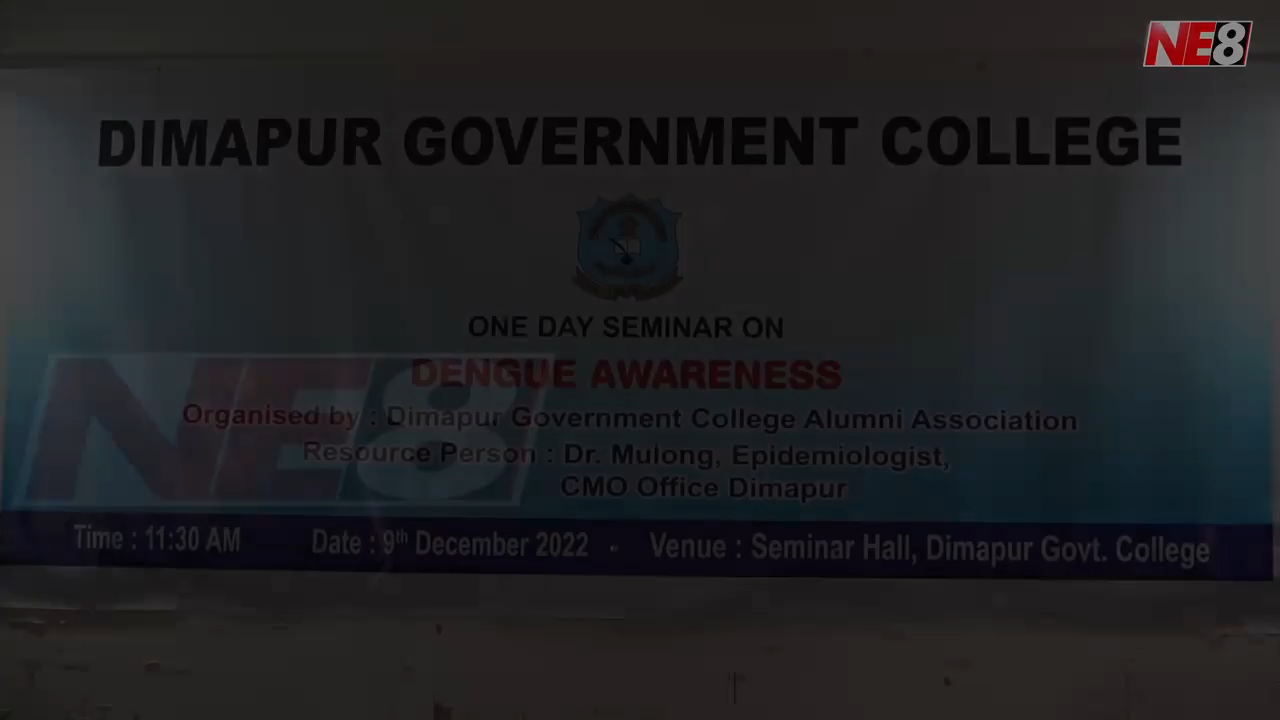 NE8
DIMAPUR GOVERNMENT COLLEGE
ONE DAY SEMINAR ON
DENGUE AWARENESS
Organised by : Dimapur Government College Alumni Association
Resource Person : Dr. Mulong, Epidemiologist,
CMO Office Dimapur
NE8
Time : 11:30 AM Date : 9th December 2022 - Venue : Seminar Hall, Dimapur Govt. College